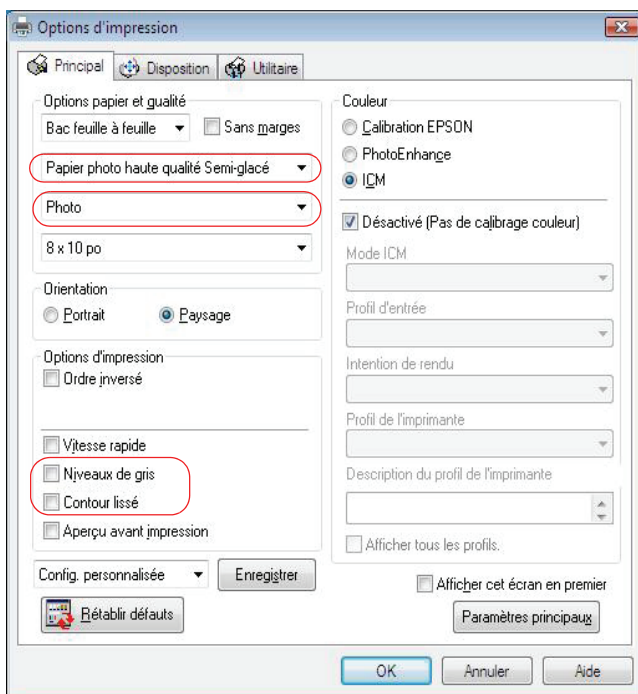 Options d'impression
Principal
Disposition
Utilitaire
Options papier et qualité
Bac feuille à feuille
Sans marges
Papier photo haute qualité Semi-glacé
Photo
8 x 10 po
Orientation
Portrait
Paysage
Options d'impression
Ordre inversé
Vitesse rapide
Niveaux de gris
Contour lissé
Aperçu avant impression
Config. personnalisée
Enregistrer
Rétablir défauts
Couleur
Calibration EPSON
PhotoEnhance
ICM
Désactivé (Pas de calibrage couleur)
Mode ICM
Profil d'entrée
Intention de rendu
Profil de l'imprimante
Description du profil de l'imprimante
Afficher tous les profils.
Afficher cet écran en premier
Paramètres principaux
OK
Annuler
Aide